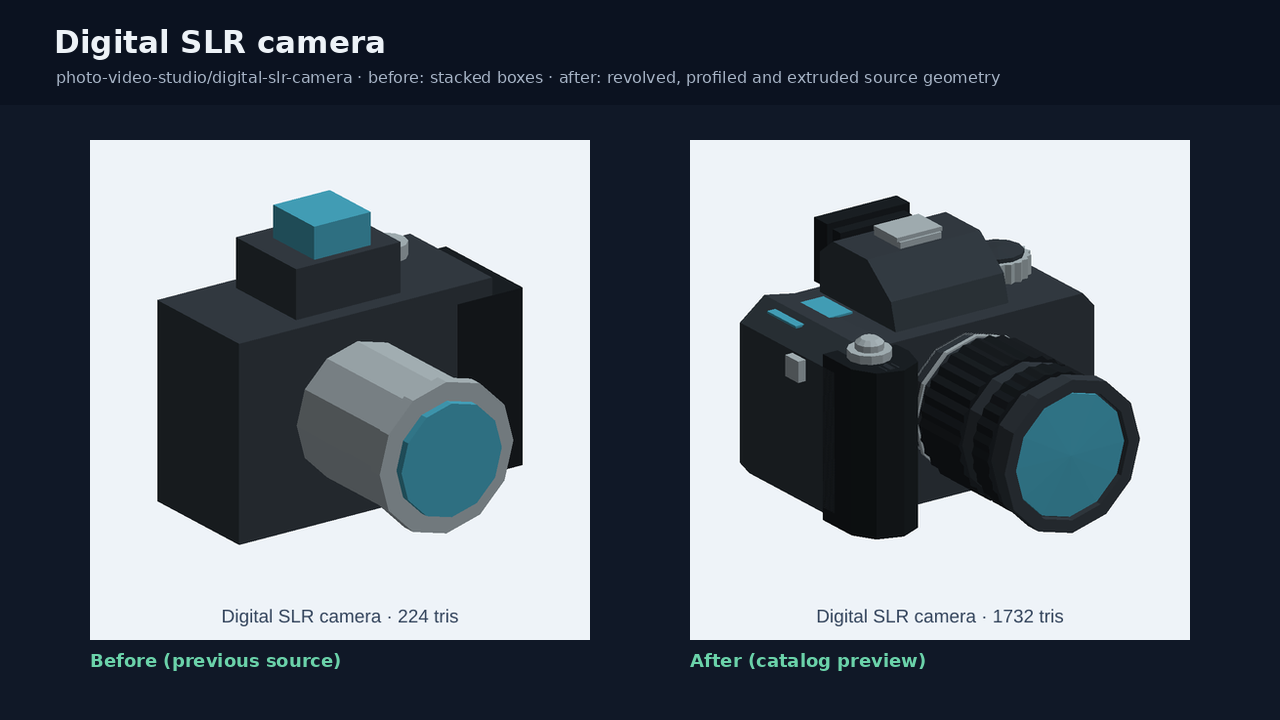 Digital SLR camera
photo-video-studio/digital-slr-camera · before: stacked boxes · after: revolved, profiled and extruded source geometry
Digital SLR camera · 224 tris
Digital SLR camera · 1732 tris
Before (previous source)
After (catalog preview)